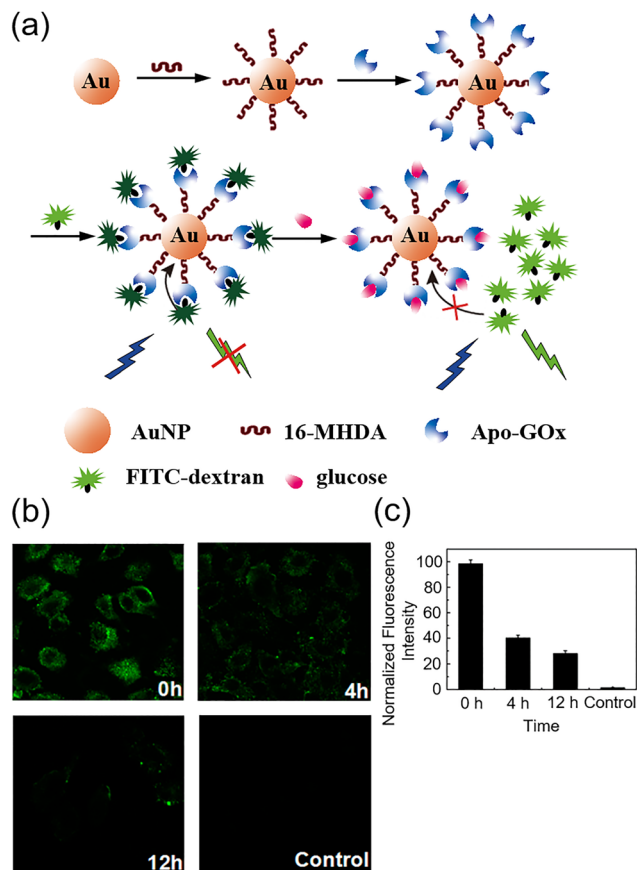 (a)
Au
Au
Au
Au
Au
AuNP
16-MHDA
Apo-GOx
FITC-dextran
glucose
(b)
0h
4h
12h
Control
(c)
Normalized Fluorescence
Intensity
100
80
60
40
20
0
0 h
4 h
12 h
Control
Time